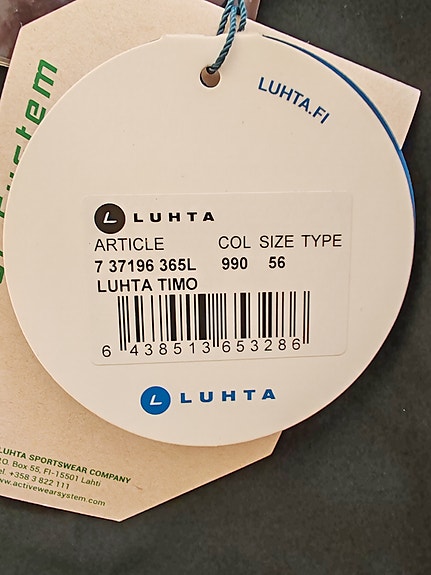 LUHTA.FI
LUHTA
ARTICLE COL SIZE TYPE
7 37196 365L 990 56
LUHTA TIMO
6 438513 653286
LUHTA
LUHTA SPORTSWEAR COMPANY
P.O. Box 55, FI-15501 Lahti
Tel. +358 3 822 111
www.activewearsystem.com